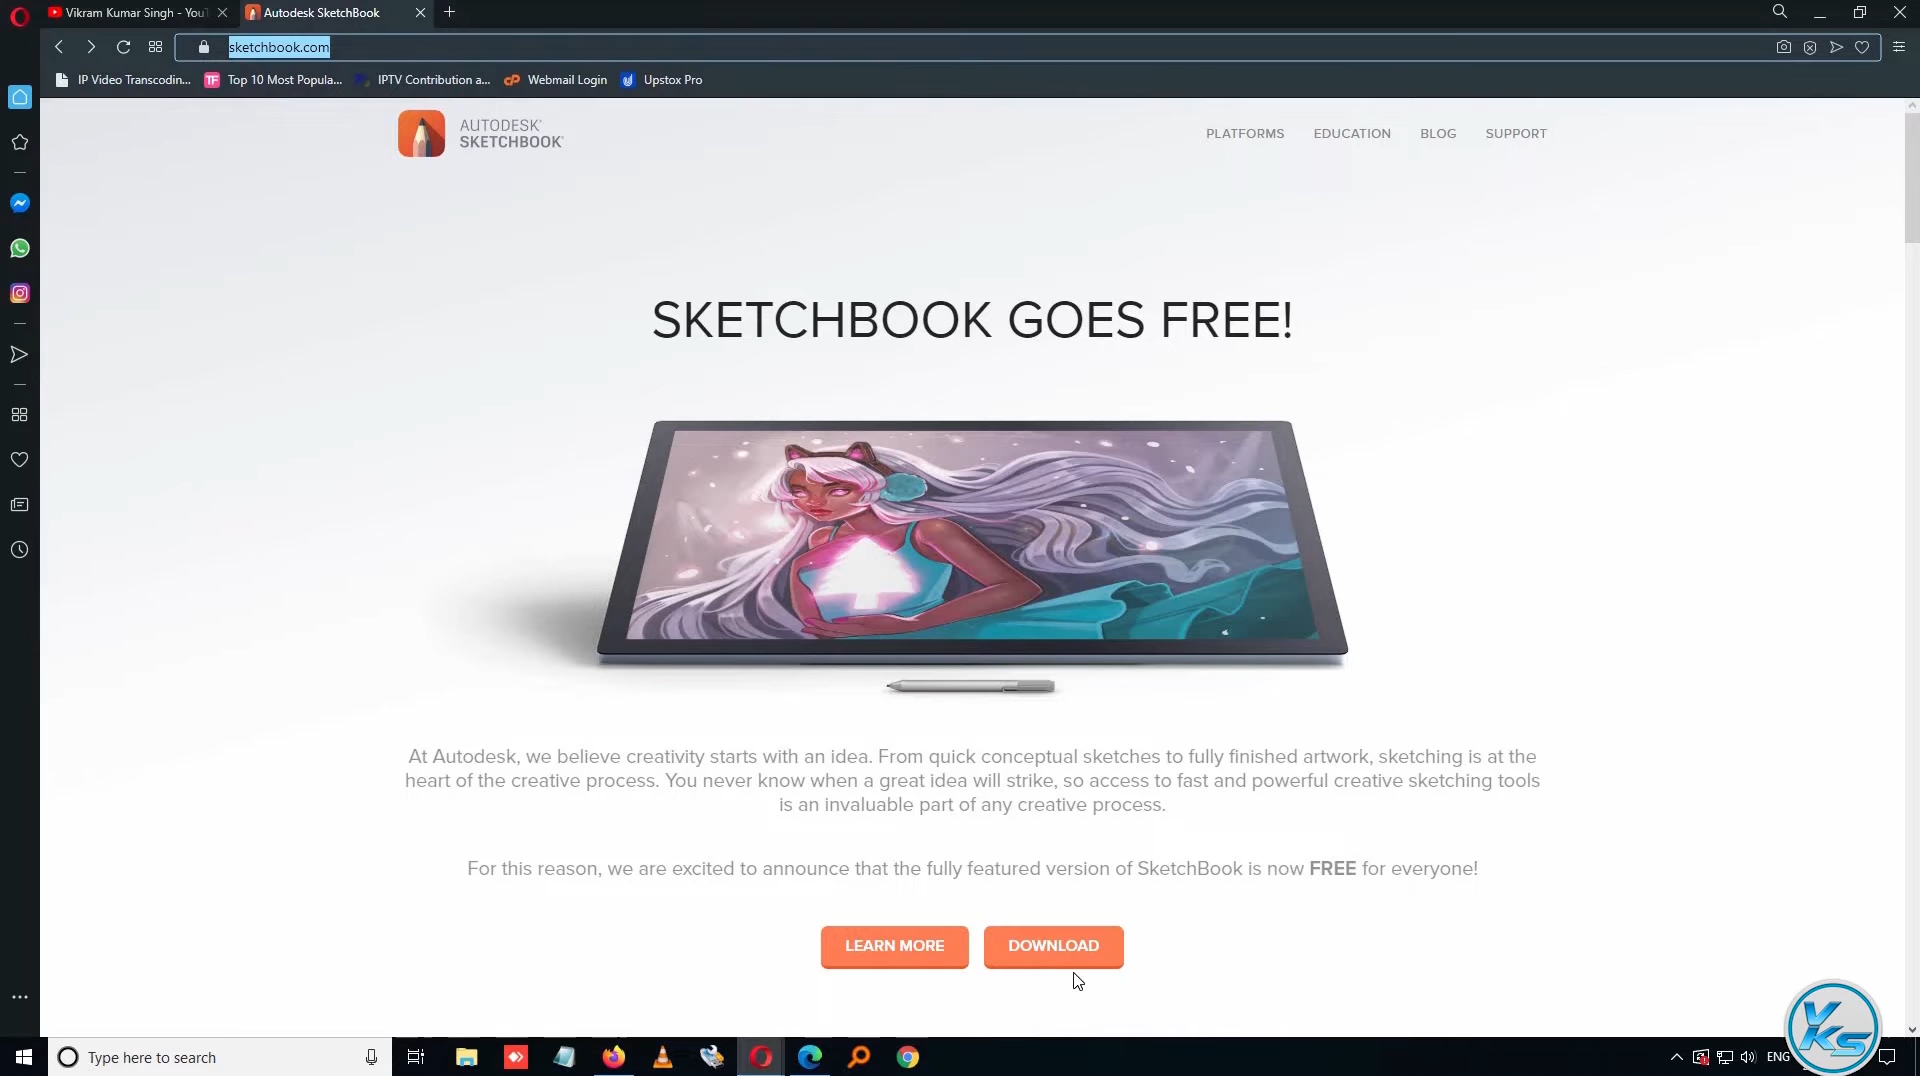 Vikram Kumar Singh - YouT
Autodesk SketchBook
sketchbook.com
IP Video Transcodin...
TF Top 10 Most Popula...
IPTV Contribution a...
cP Webmail Login
Upstox Pro
AUTODESK®
SKETCHBOOK®
PLATFORMS
EDUCATION
BLOG
SUPPORT
SKETCHBOOK GOES FREE!
At Autodesk, we believe creativity starts with an idea. From quick conceptual sketches to fully finished artwork, sketching is at the
heart of the creative process. You never know when a great idea will strike, so access to fast and powerful creative sketching tools
is an invaluable part of any creative process.
For this reason, we are excited to announce that the fully featured version of SketchBook is now FREE for everyone!
LEARN MORE
DOWNLOAD
Type here to search
ENG
VKS